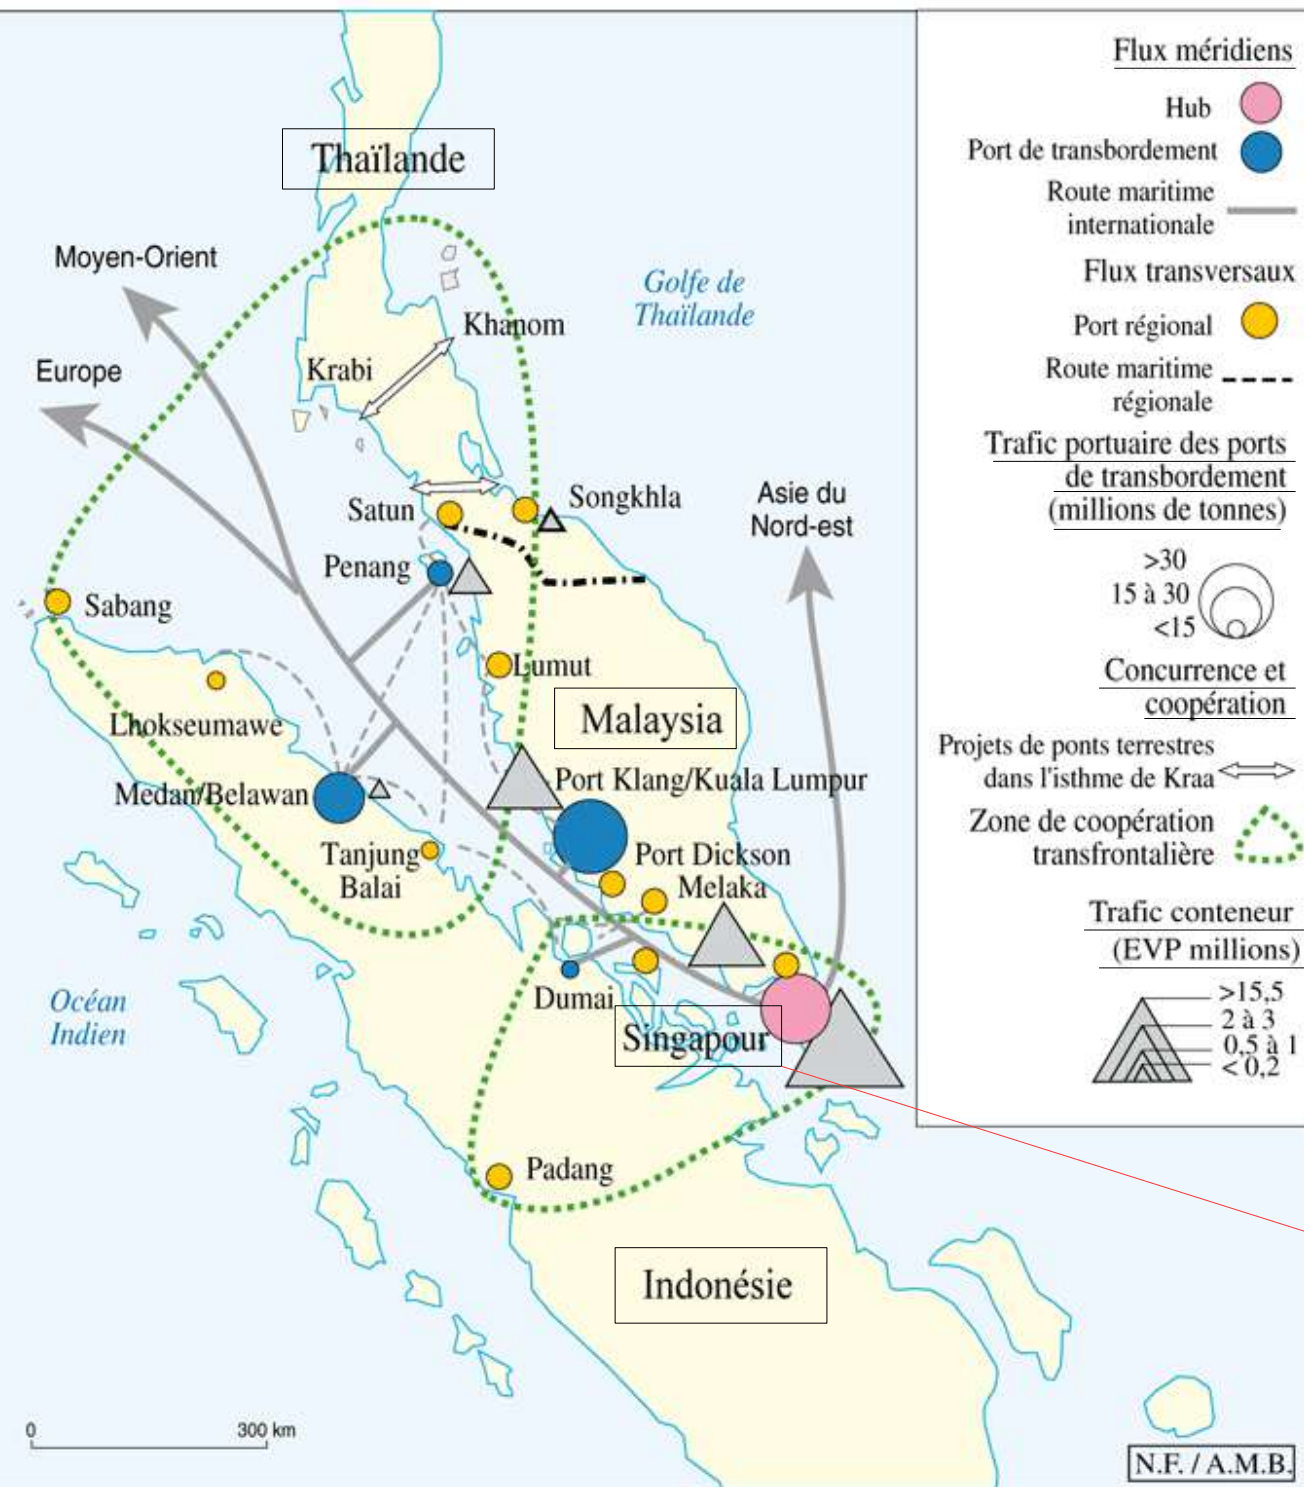 Thaïlande
Moyen-Orient
Golfe de
Thaïlande
Khanom
Europe
Krabi
Satun
Songkhla
Asie du
Nord-est
Penang
Sabang
Lumut
Malaysia
Lhokseumawe
Port Klang/Kuala Lumpur
Medan/Belawan
Tanjung
Balai
Port Dickson
Melaka
Dumai
Océan
Indien
Singapour
Padang
Indonésie
0
300 km
Flux méridiens
Hub
Port de transbordement
Route maritime
internationale
Flux transversaux
Port régional
Route maritime
régionale
Trafic portuaire des ports
de transbordement
(millions de tonnes)
>30
15 à 30
<15
Concurrence et
coopération
Projets de ponts terrestres
dans l'isthme de Kraa
Zone de coopération
transfrontalière
Trafic conteneur
(EVP millions)
>15,5
2 à 3
0,5 à 1
< 0,2
N.F. / A.M.B.